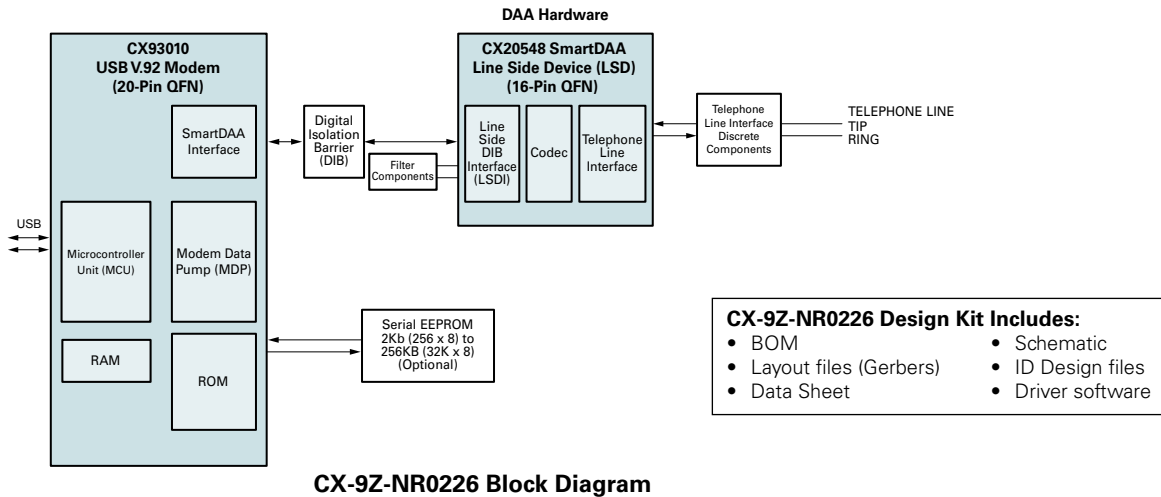 DAA Hardware
CX93010
USB V.92 Modem
(20-Pin QFN)
SmartDAA
Interface
Microcontroller
Unit (MCU)
Modem Data
Pump (MDP)
RAM
ROM
USB
Digital
Isolation
Barrier
(DIB)
Filter
Components
CX20548 SmartDAA
Line Side Device (LSD)
(16-Pin QFN)
Line
Side
DIB
Interface
(LSDI)
Codec
Telephone
Line
Interface
Telephone
Line Interface
Discrete
Components
TELEPHONE LINE
TIP
RING
Serial EEPROM
2Kb (256 x 8) to
256KB (32K x 8)
(Optional)
CX-9Z-NR0226 Design Kit Includes:
• BOM
• Layout files (Gerbers)
• Data Sheet
• Schematic
• ID Design files
• Driver software
CX-9Z-NR0226 Block Diagram